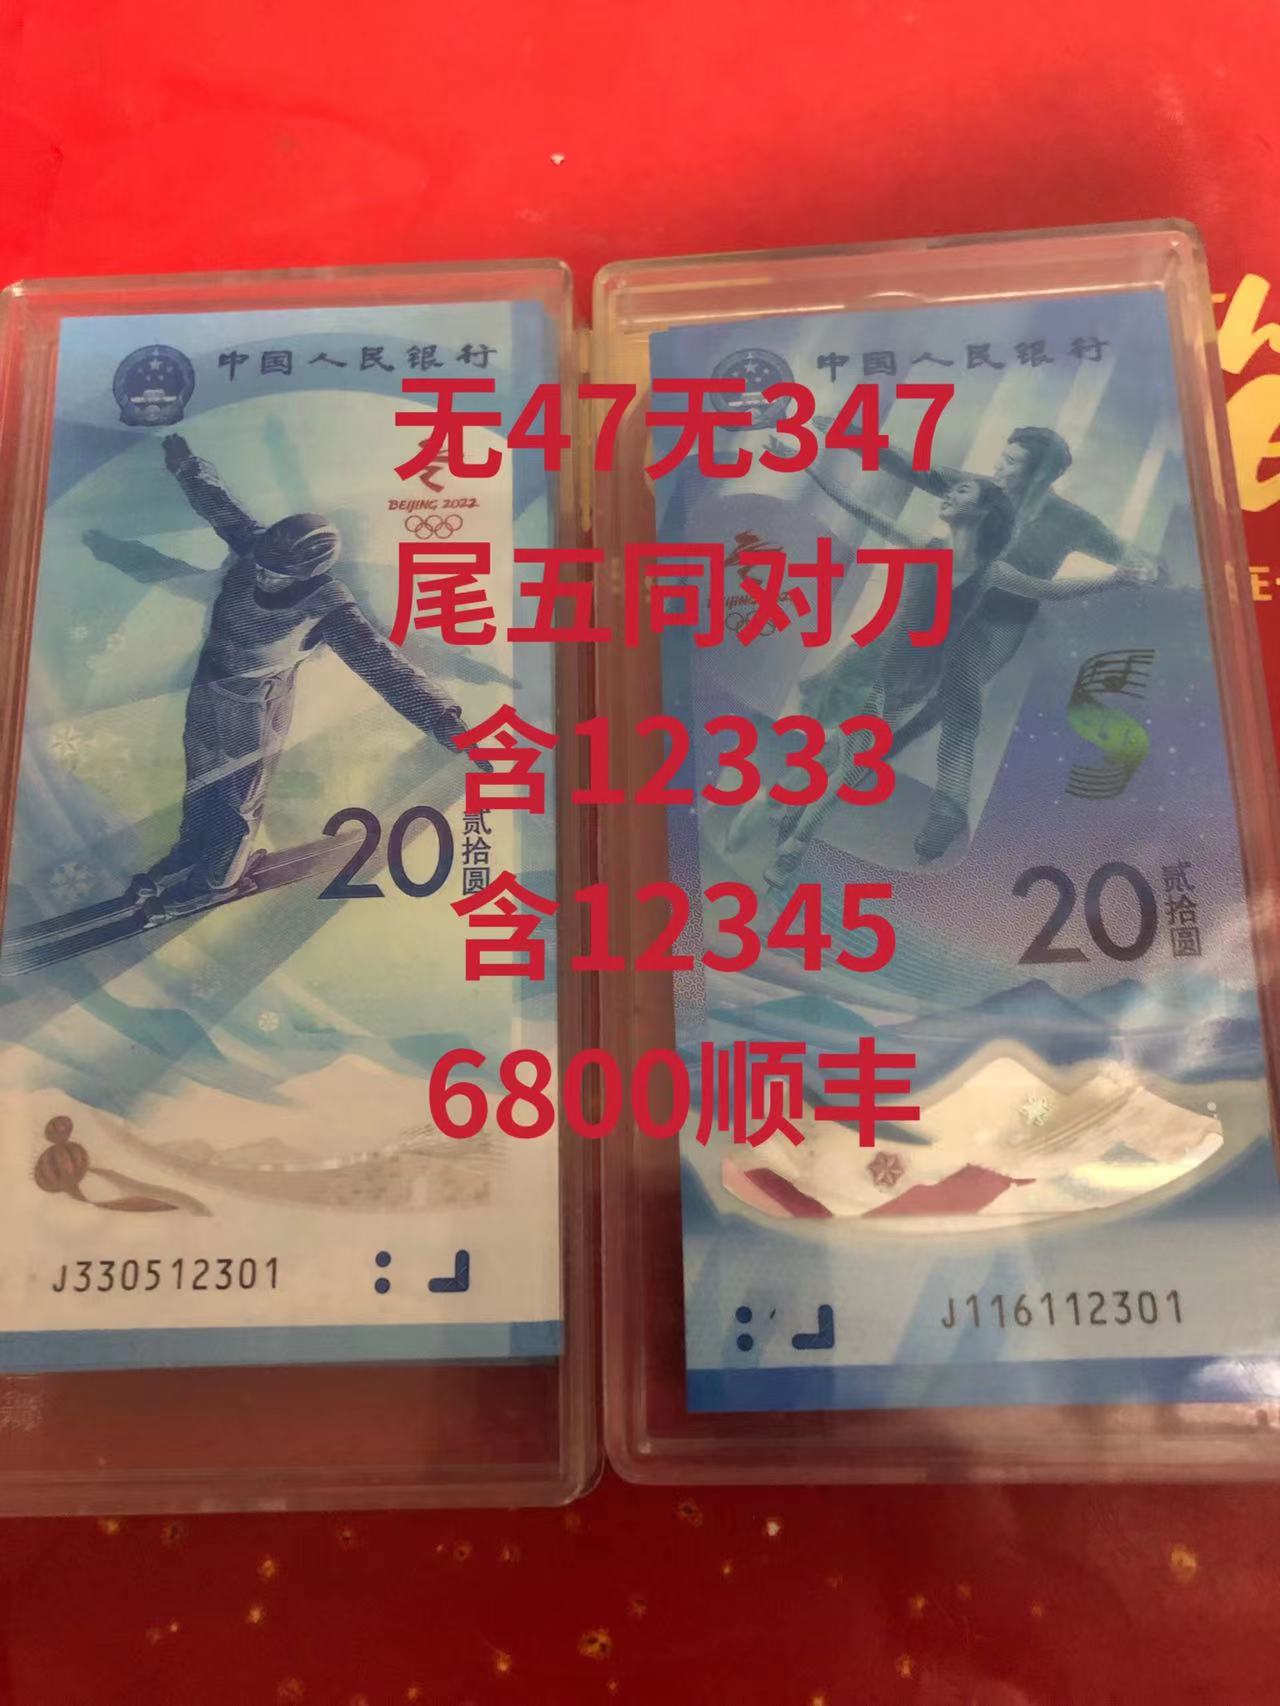 中国人民银行
BEIJING 2022
20
贰拾圆
J330512301
中国人民银行
20
贰拾圆
J116112301
无47无347
尾五同对刀
含12333
含12345
6800顺丰